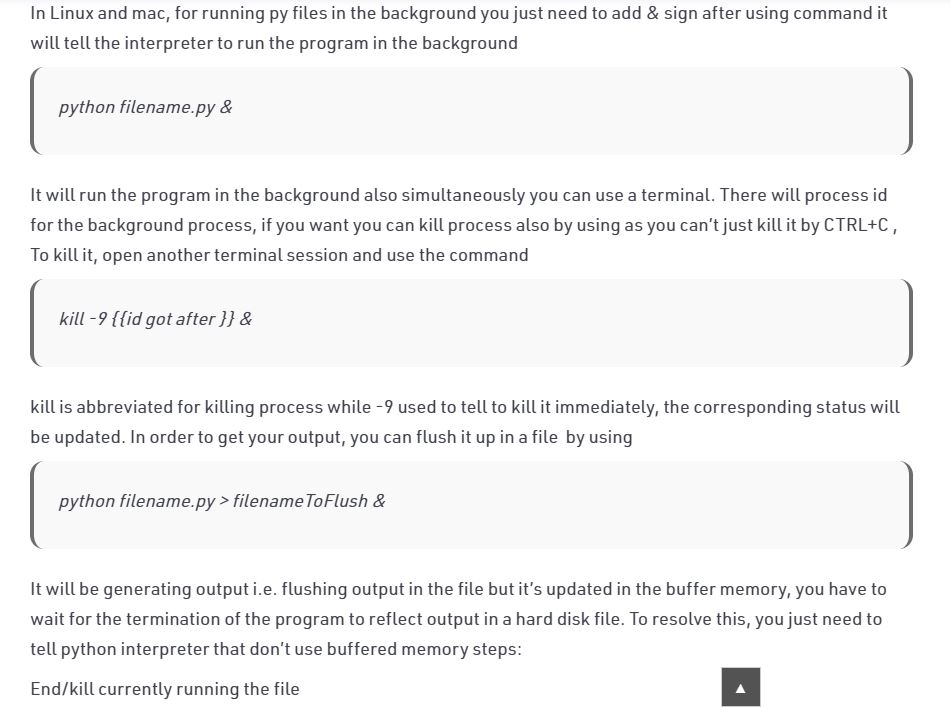 In Linux and mac, for running py files in the background you just need to add & sign after using command it
will tell the interpreter to run the program in the background
python filename.py &
It will run the program in the background also simultaneously you can use a terminal. There will process id
for the background process, if you want you can kill process also by using as you can’t just kill it by CTRL+C ,
To kill it, open another terminal session and use the command
kill -9 {{id got after }} &
kill is abbreviated for killing process while -9 used to tell to kill it immediately, the corresponding status will
be updated. In order to get your output, you can flush it up in a file  by using
python filename.py > filenameToFlush &
It will be generating output i.e. flushing output in the file but it’s updated in the buffer memory, you have to
wait for the termination of the program to reflect output in a hard disk file. To resolve this, you just need to
tell python interpreter that don’t use buffered memory steps:
End/kill currently running the file